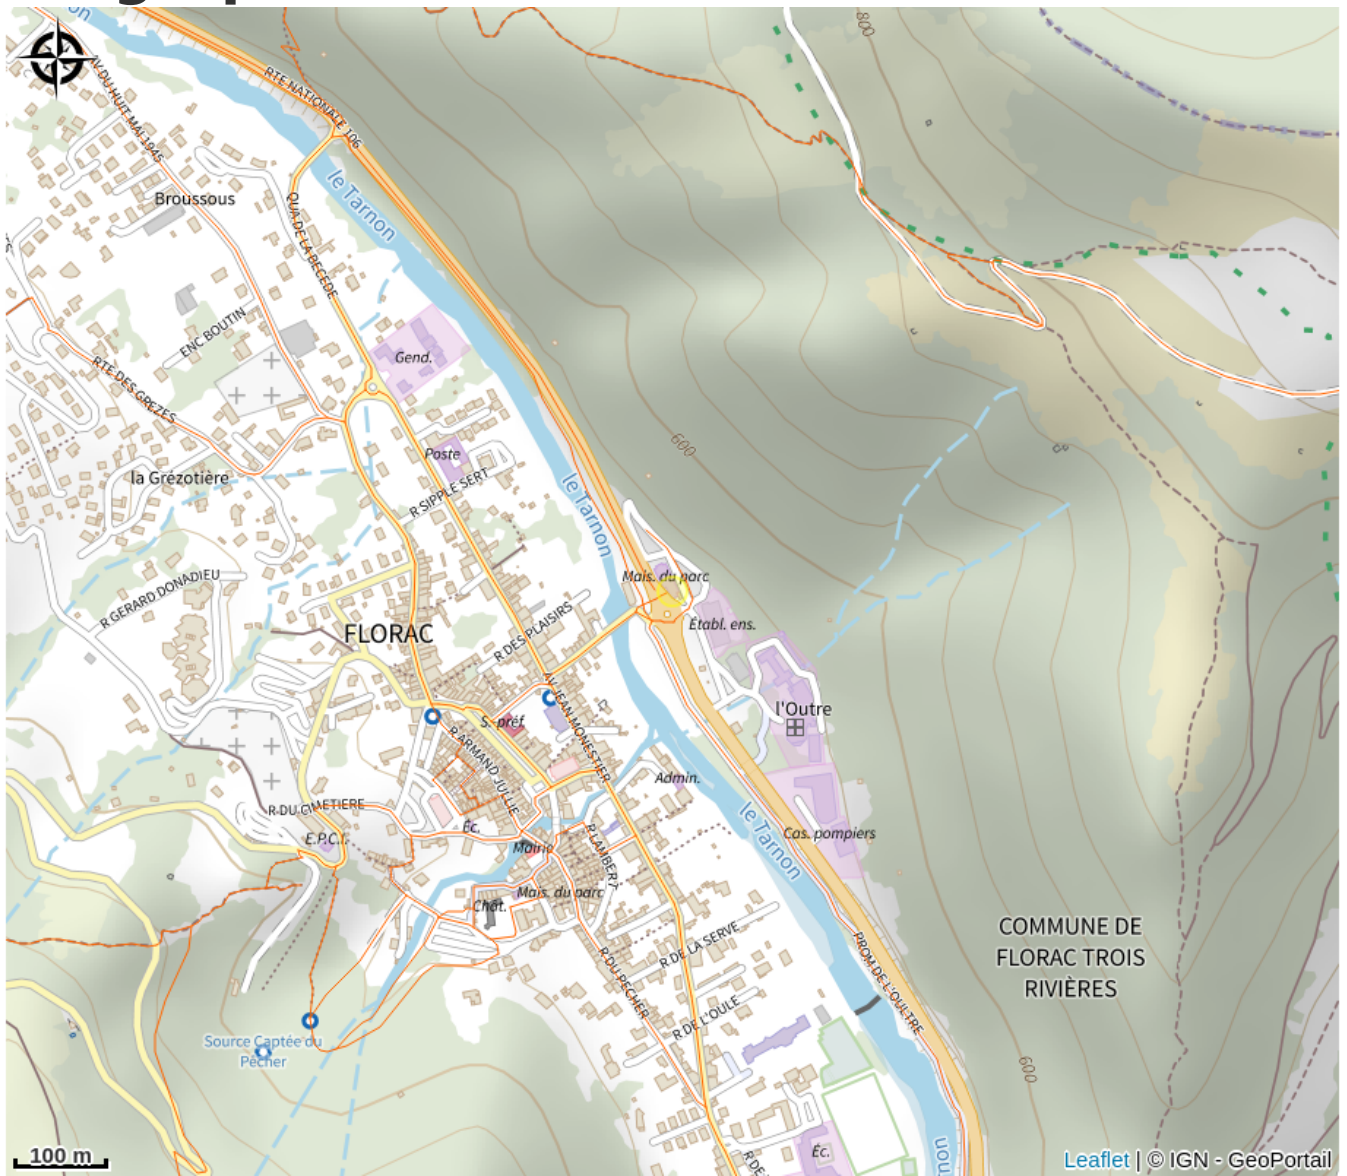 800
AV DU HUIT MAI 1945
RTE NATIONALE 106
le Tarnon
Broussous
QUA DE LA BECEDE
ENC BOUTIN
Gend.
RTE DES GREZES
600
Poste
la Grézotière
R SIPPLE SERT
le Tarnon
R GERARD DONADIEU
Mais. du parc
FLORAC
R DES PLAISIRS
Établ. ens.
AV JEAN MONESTIER
S.-préf.
l'Outre
R ARMAND JULLIE
Admin.
R DU CIMETIERE
le Tarnon
Éc.
E.P.C.I.
Cas. pompiers
Mairie
R LAMBERT
Mais. du parc
Chât.
COMMUNE DE
FLORAC TROIS
RIVIÈRES
R DE LA SERVE
PROM DE L'OULTRE
R DU PECHER
R DE L'OULE
Source Captée du
Pêcher
600
Éc.
100 m
Leaflet | © IGN - GeoPortail